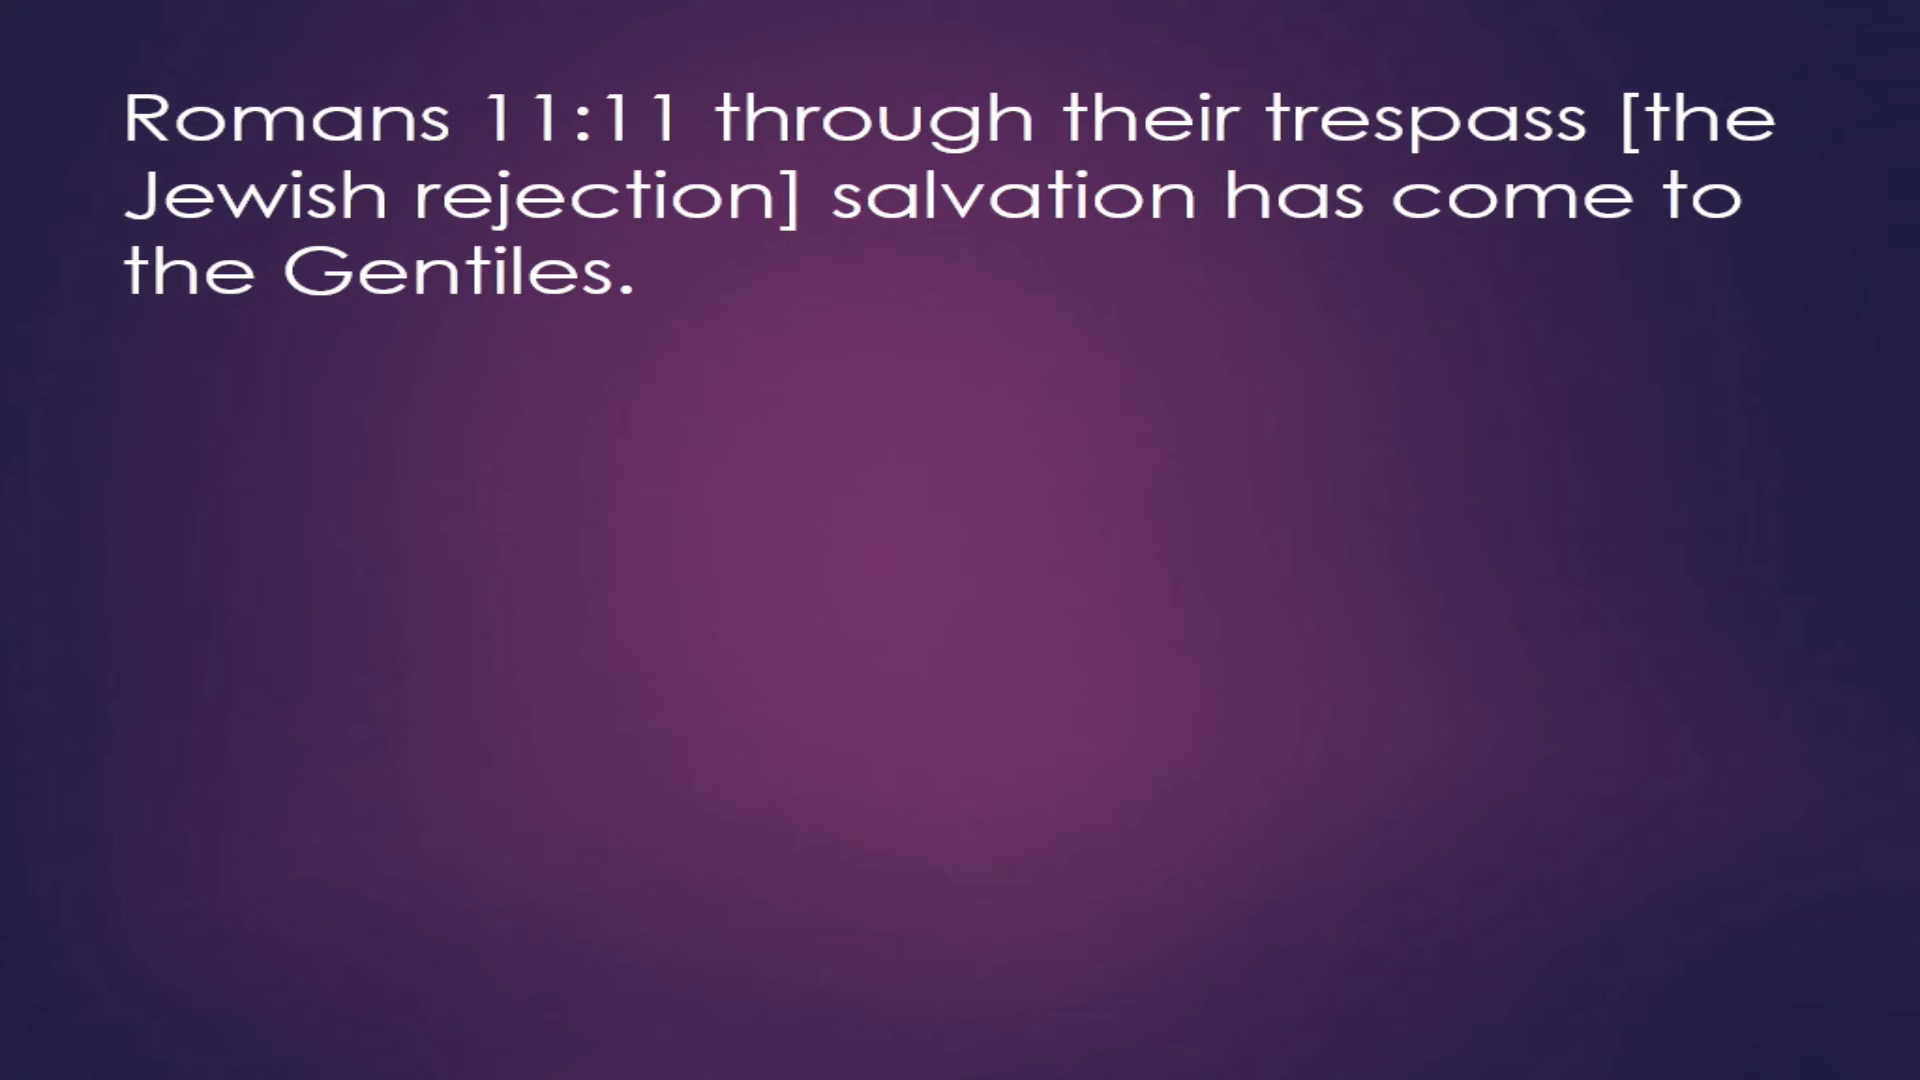 Romans 11:11 through their trespass [the
Jewish rejection] salvation has come to
the Gentiles.